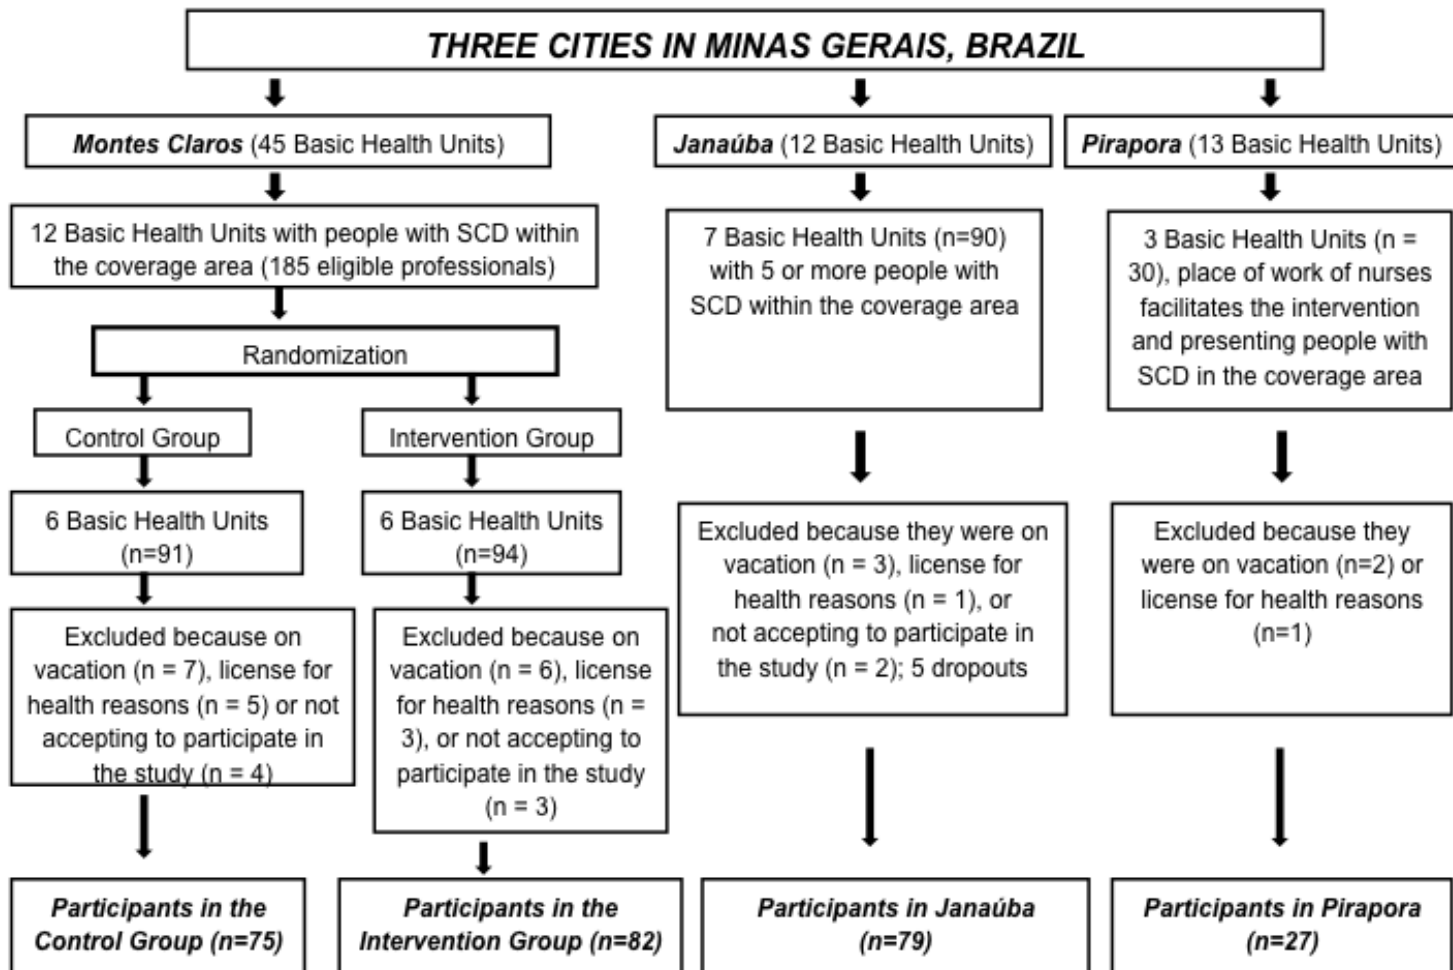 THREE CITIES IN MINAS GERAIS, BRAZIL
Montes Claros (45 Basic Health Units)
Janaúba (12 Basic Health Units)
Pirapora (13 Basic Health Units)
12 Basic Health Units with people with SCD within
the coverage area (185 eligible professionals)
7 Basic Health Units (n=90)
with 5 or more people with
SCD within the coverage area
3 Basic Health Units (n =
30), place of work of nurses
facilitates the intervention
and presenting people with
SCD in the coverage area
Randomization
Control Group
Intervention Group
6 Basic Health Units
(n=91)
6 Basic Health Units
(n=94)
Excluded because on
vacation (n = 7), license for
health reasons (n = 5) or not
accepting to participate in
the study (n = 4)
Excluded because on
vacation (n = 6), license
for health reasons (n =
3), or not accepting to
participate in the study
(n = 3)
Excluded because they were on
vacation (n = 3), license for
health reasons (n = 1), or
not accepting to participate in
the study (n = 2); 5 dropouts
Excluded because they
were on vacation (n=2) or
license for health reasons
(n=1)
Participants in the
Control Group (n=75)
Participants in the
Intervention Group (n=82)
Participants in Janaúba
(n=79)
Participants in Pirapora
(n=27)